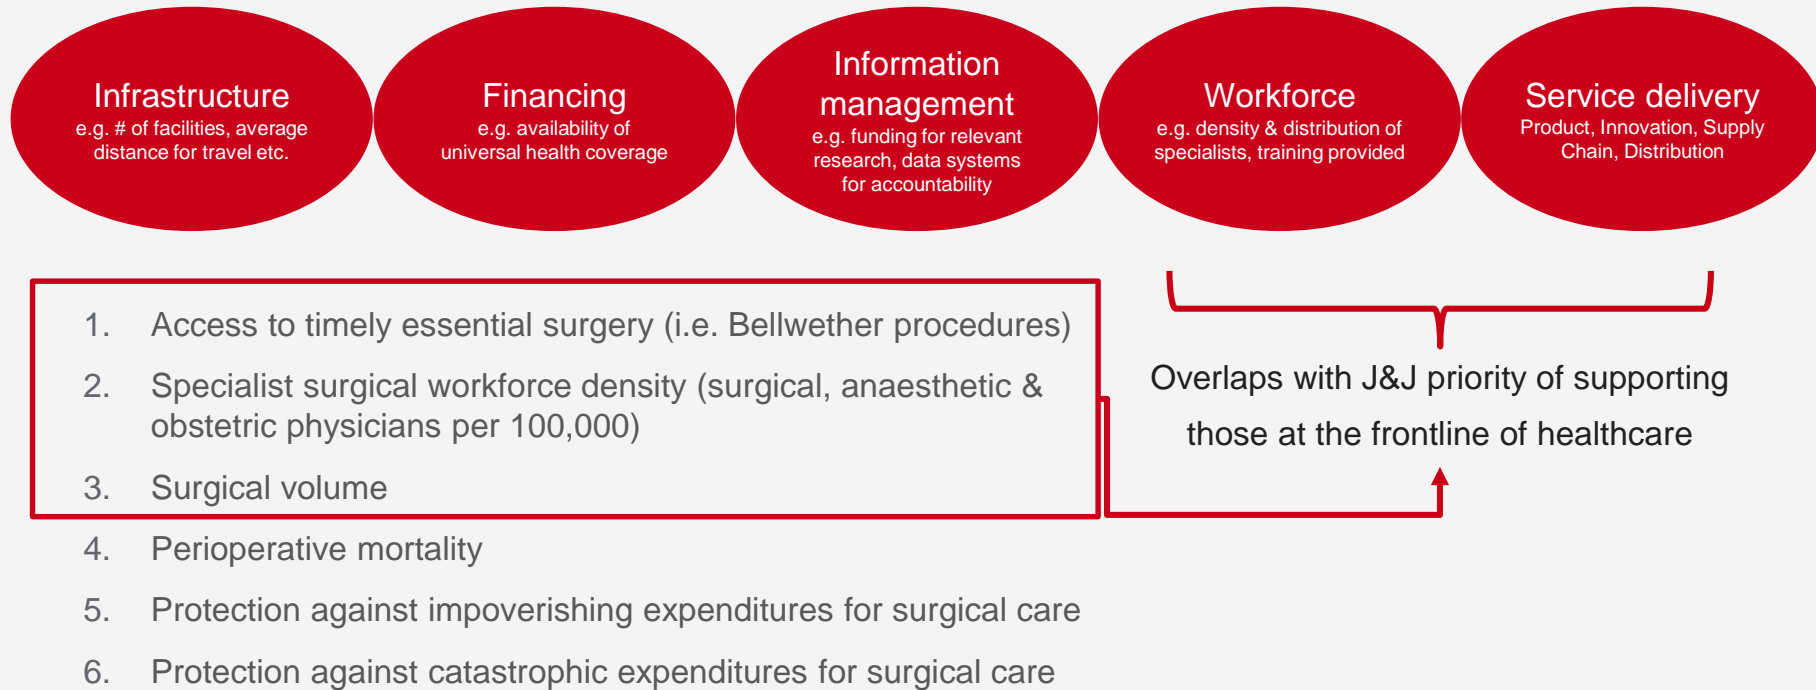 Infrastructure
e.g. # of facilities, average
distance for travel etc.
Financing
e.g. availability of
universal health coverage
Information
management
e.g. funding for relevant
research, data systems
for accountability
Workforce
e.g. density & distribution of
specialists, training provided
Service delivery
Product, Innovation, Supply
Chain, Distribution
1. Access to timely essential surgery (i.e. Bellwether procedures)
2. Specialist surgical workforce density (surgical, anaesthetic &
obstetric physicians per 100,000)
3. Surgical volume
4. Perioperative mortality
5. Protection against impoverishing expenditures for surgical care
6. Protection against catastrophic expenditures for surgical care
Overlaps with J&J priority of supporting
those at the frontline of healthcare